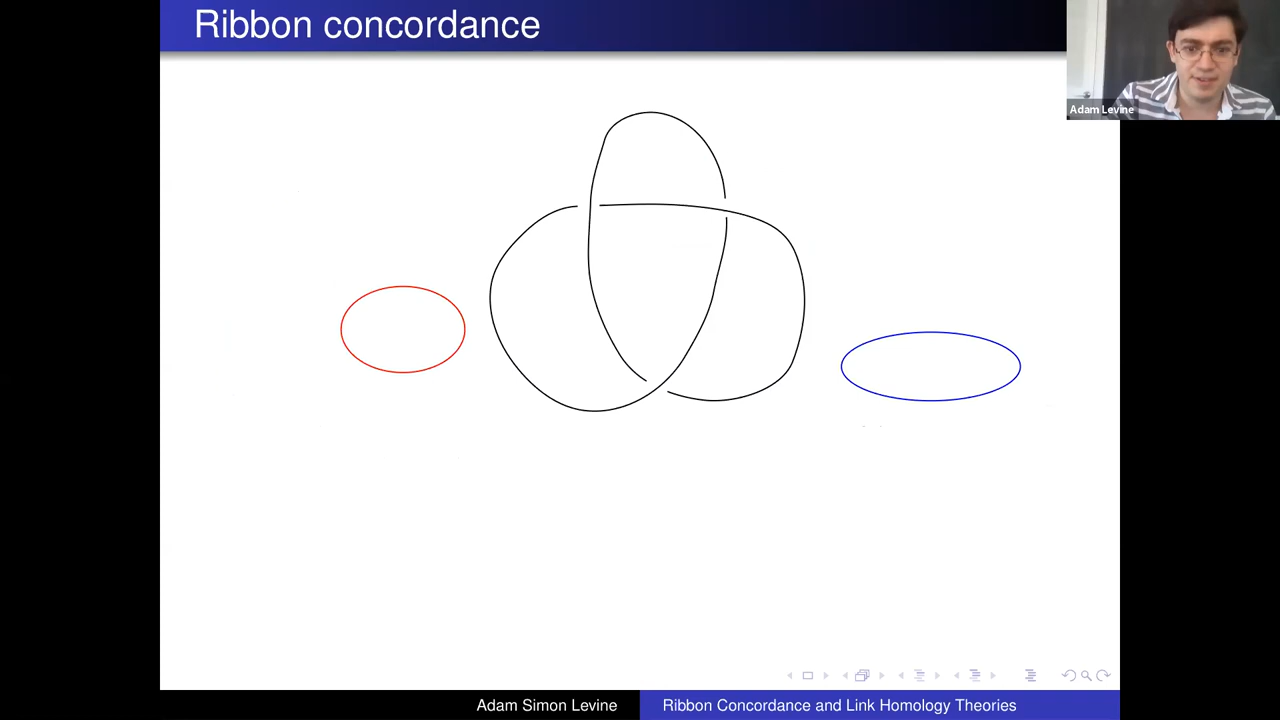 Ribbon concordance
Adam Levine
Adam Simon Levine
Ribbon Concordance and Link Homology Theories